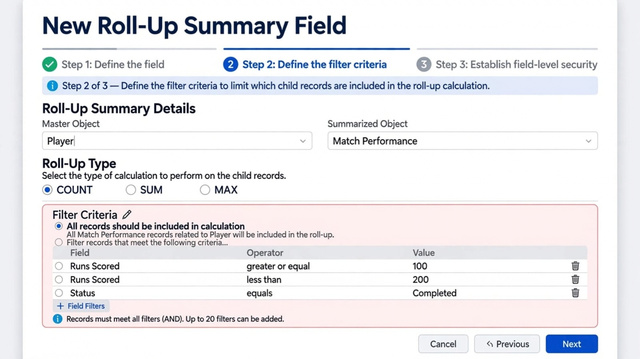 New Roll-Up Summary Field
Step 1: Define the field
2 Step 2: Define the filter criteria
3 Step 3: Establish field-level security
Step 2 of 3 — Define the filter criteria to limit which child records are included in the roll-up calculation.
Roll-Up Summary Details
Master Object Summarized Object
Player Match Performance
Roll-Up Type
Select the type of calculation to perform on the child records.
COUNT SUM MAX
Filter Criteria
All records should be included in calculation
All Match Performance records related to Player will be included in the roll-up.
Filter records that meet the following criteria...
Field Operator Value
Runs Scored greater or equal 100
Runs Scored less than 200
Status equals Completed
+ Field Filters
Records must meet all filters (AND). Up to 20 filters can be added.
Cancel Previous Next